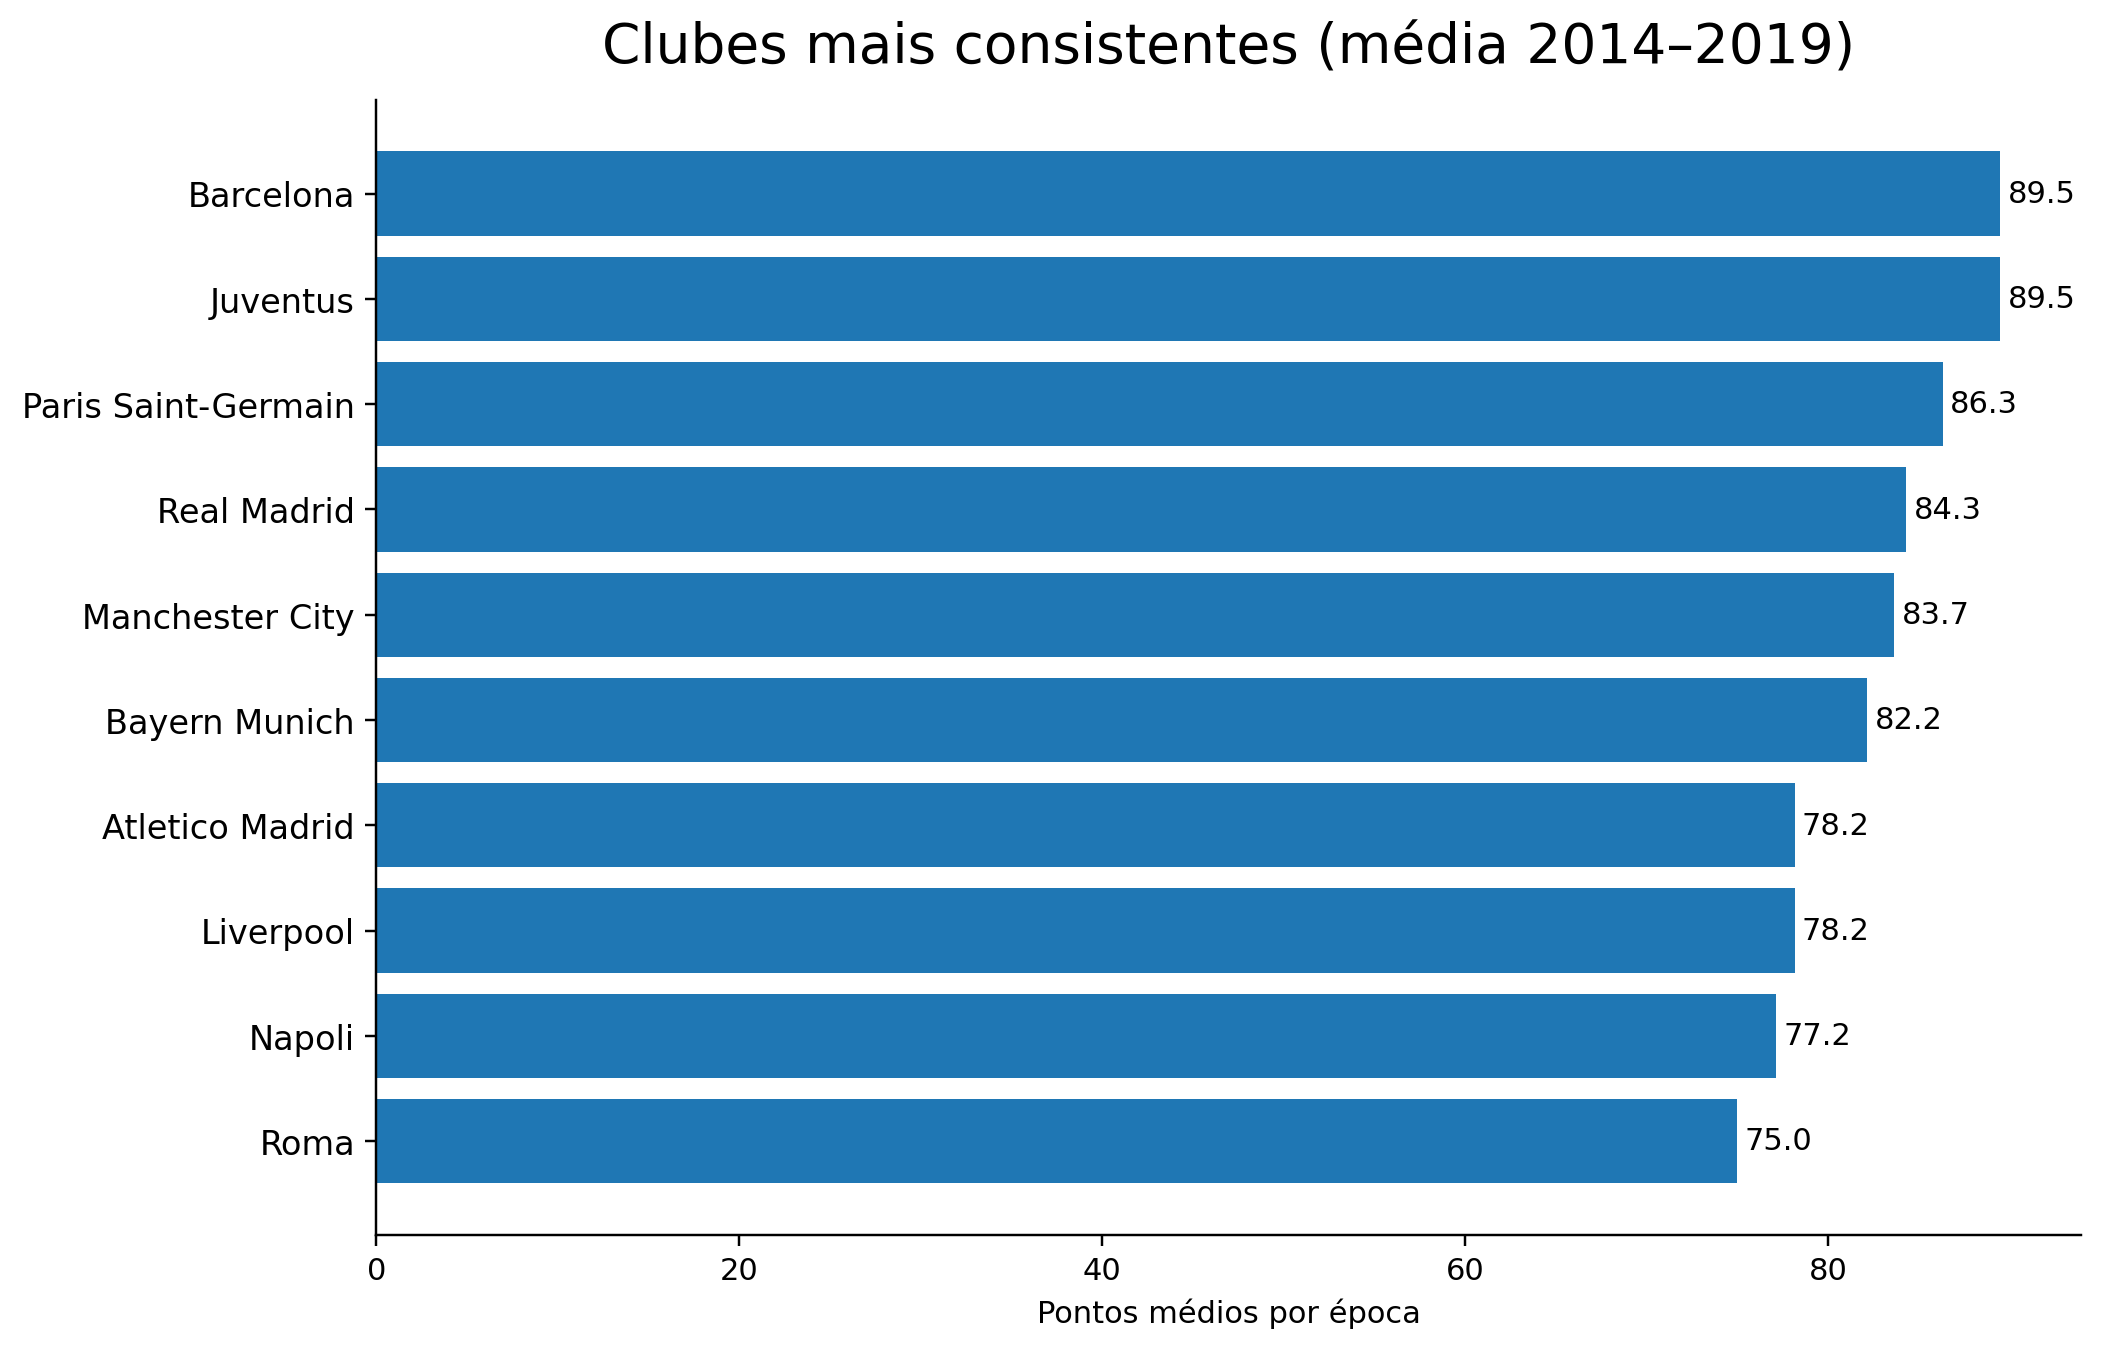 Clubes mais consistentes (média 2014–2019)
Barcelona 89.5
Juventus 89.5
Paris Saint-Germain 86.3
Real Madrid 84.3
Manchester City 83.7
Bayern Munich 82.2
Atletico Madrid 78.2
Liverpool 78.2
Napoli 77.2
Roma 75.0
0 20 40 60 80
Pontos médios por época